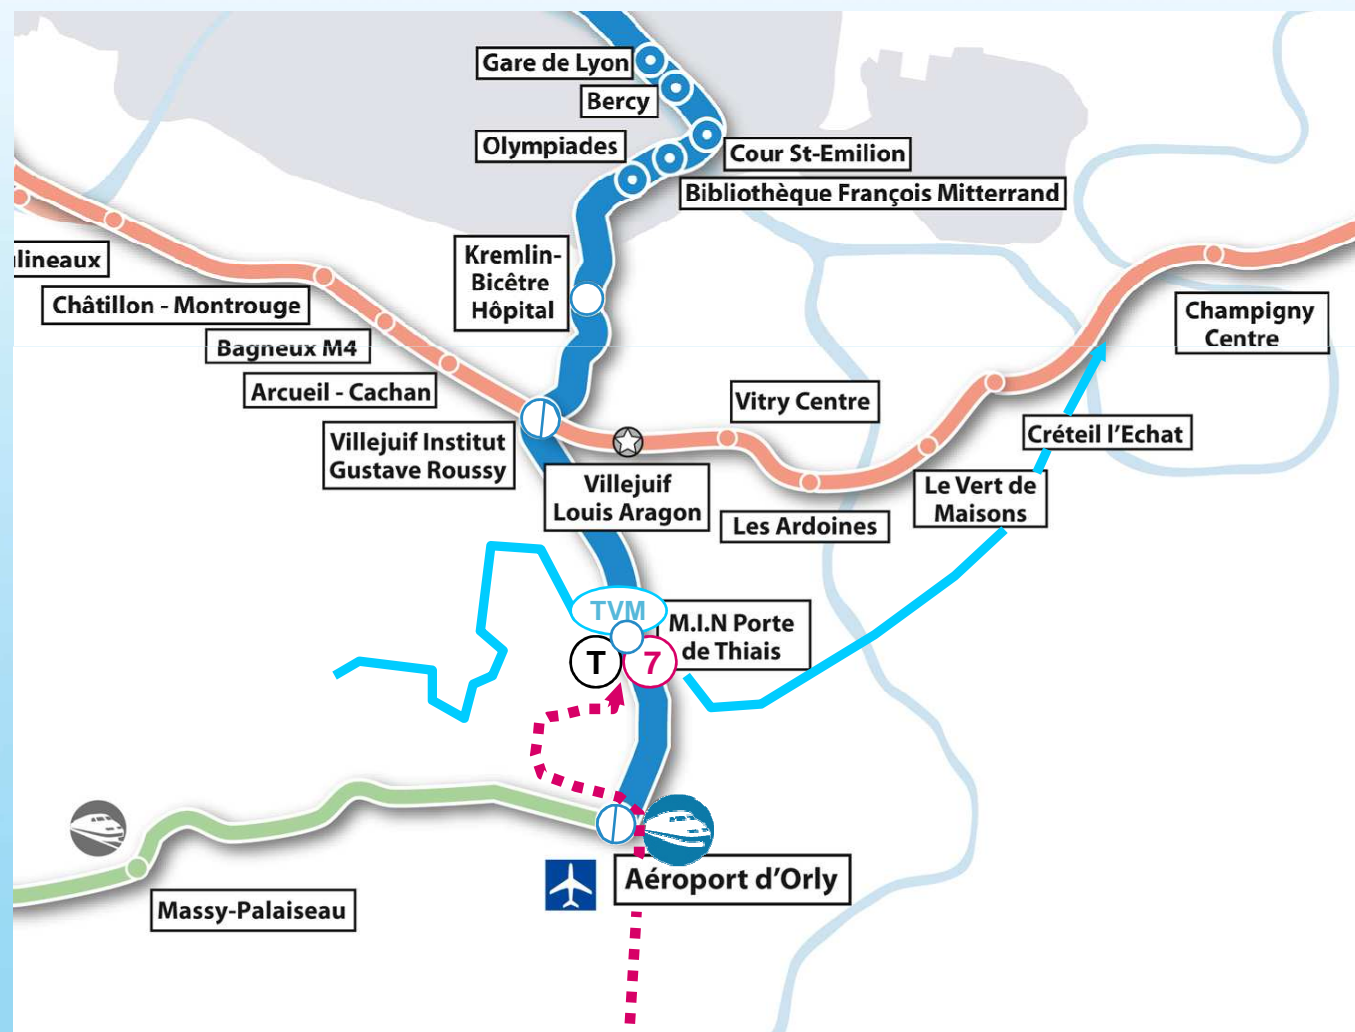 Gare de Lyon
Bercy
Olympiades
Cour St-Emilion
Bibliothèque François Mitterrand
Kremlin-
Bicêtre
Hôpital
lineaux
Châtillon - Montrouge
Bagneux M4
Arcueil - Cachan
Champigny
Centre
Vitry Centre
Créteil l'Echat
Villejuif Institut
Gustave Roussy
Villejuif
Louis Aragon
Le Vert de
Maisons
Les Ardoines
TVM
M.I.N Porte
de Thiais
T
7
Aéroport d'Orly
Massy-Palaiseau